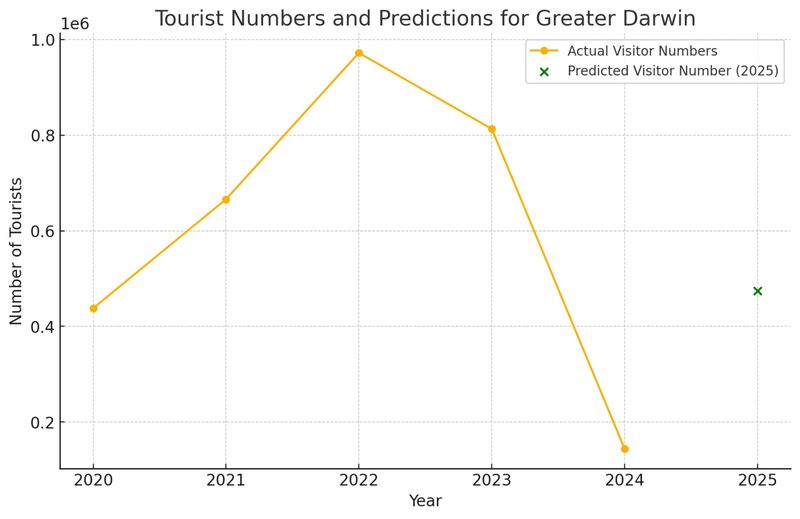 Tourist Numbers and Predictions for Greater Darwin
1e6
1.0
0.8
0.6
0.4
0.2
Number of Tourists
Actual Visitor Numbers
Predicted Visitor Number (2025)
2020 2021 2022 2023 2024 2025
Year